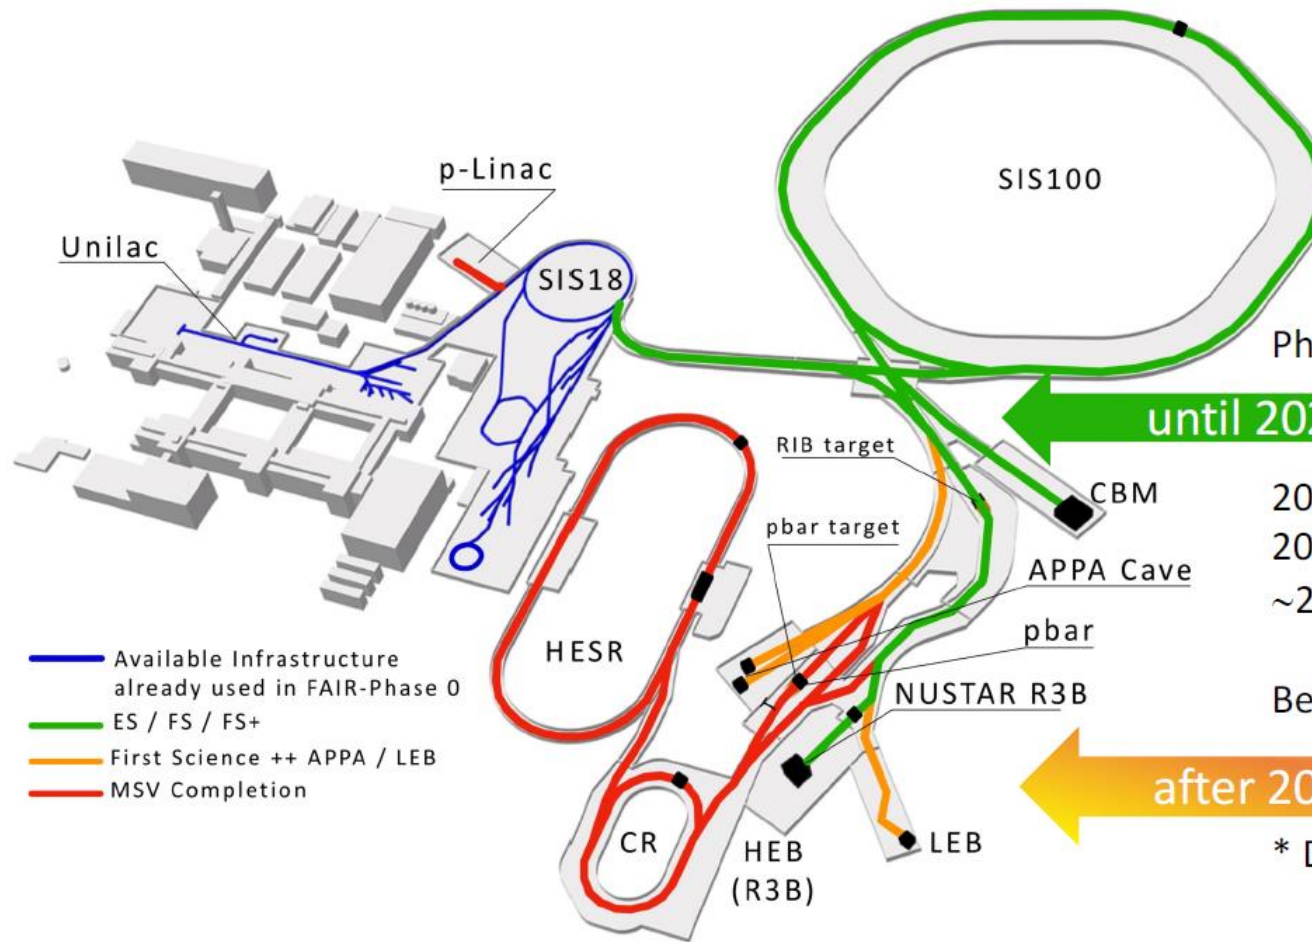 p-Linac
SIS100
Unilac
SIS18
Ph
until 202
RIB target
CBM
20
pbar target
20
APPA Cave
~2
pbar
HESR
Available Infrastructure
already used in FAIR-Phase 0
NUSTAR R3B
Be
ES / FS / FS+
First Science ++ APPA / LEB
after 20
MSV Completion
CR
HEB
(R3B)
LEB
* D